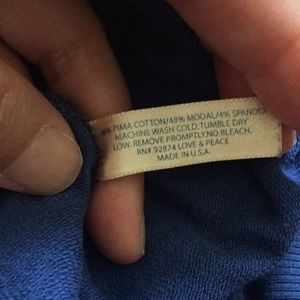 48% PIMA COTTON/48% MODAL/4% SPANDEX
MACHINE WASH COLD,TUMBLE DRY
LOW, REMOVE PROMPTLY,NO BLEACH.
RN# 92874 LOVE & PEACE
MADE IN U.S.A.